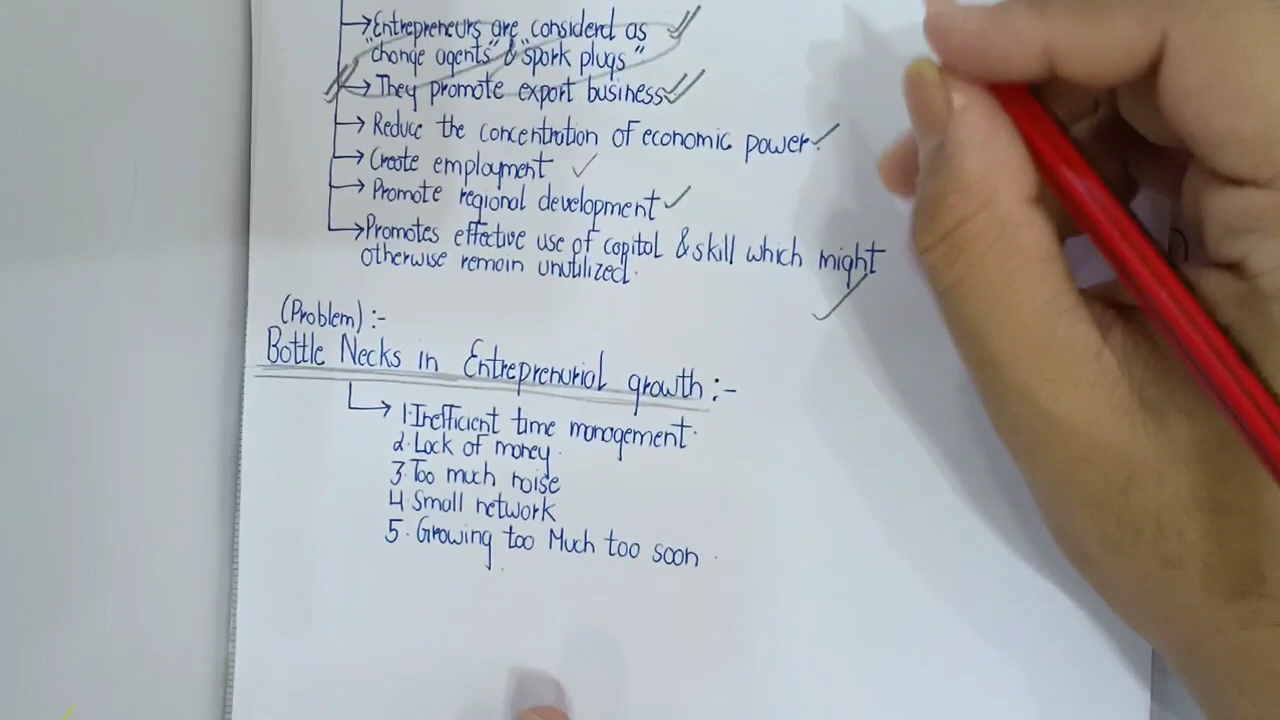 →Entrepreneurs are considerd as
"change agents" & "spork plugs"
→They promote export business
→Reduce the concentration of economic power
→Create employment
→Promote regional development
→Promotes effective use of capital & skill which might
otherwise remain unutilized.
(Problem) :-
Bottle Necks in Entreprenurial growth :-
→ 1. Inefficient time management.
2. Lack of money.
3. Too much noise
4. Small network
5. Growing too Much too soon.